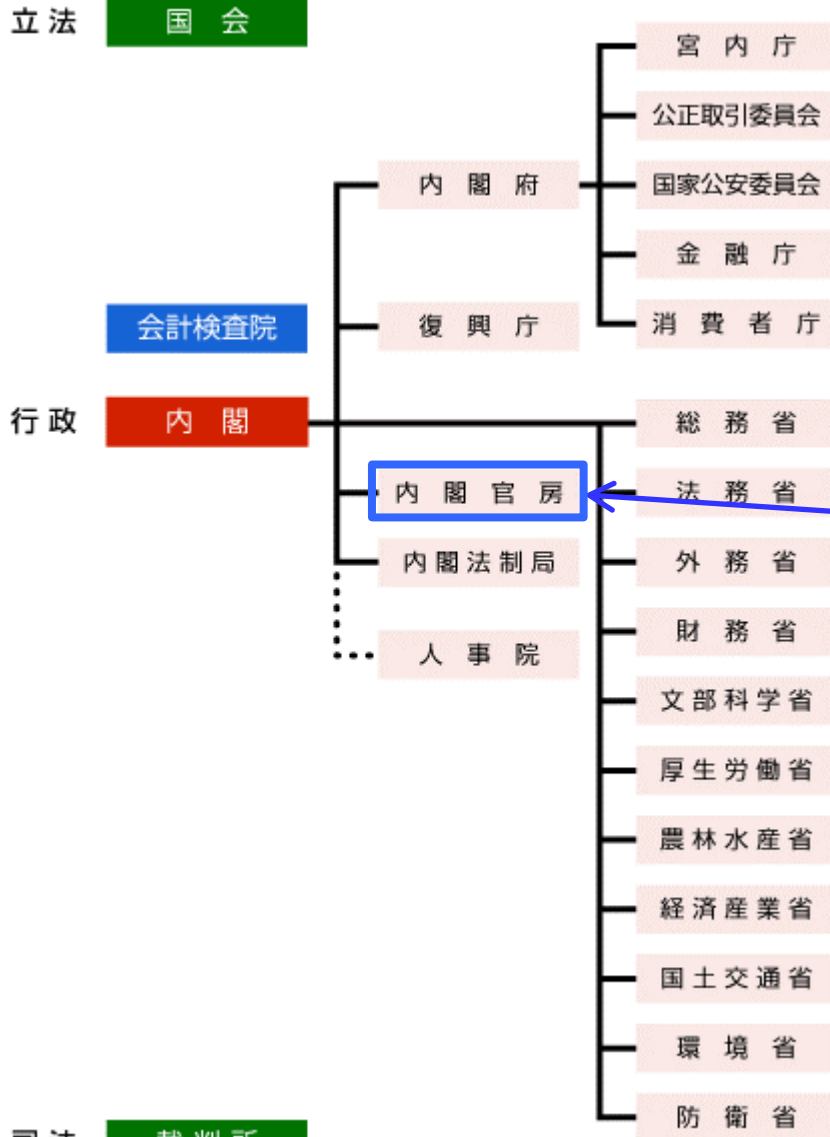 立法
国会
宮内庁
公正取引委員会
内閣府
国家公安委員会
金融庁
会計検査院
復興庁
消費者庁
行政
内閣
総務省
内閣官房
法務省
内閣法制局
外務省
財務省
人事院
文部科学省
厚生労働省
農林水産省
経済産業省
国土交通省
環境省
防衛省
司法
裁判所